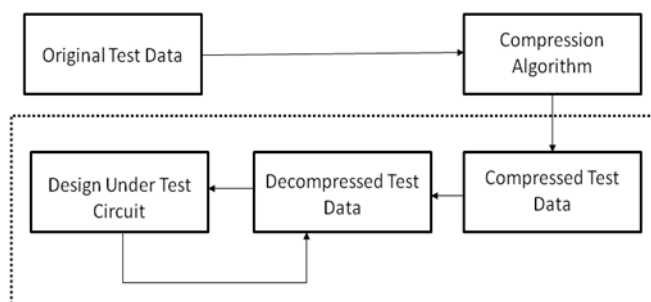 Original Test Data
Compression
Algorithm
Design Under Test
Circuit
Decompressed Test
Data
Compressed Test
Data